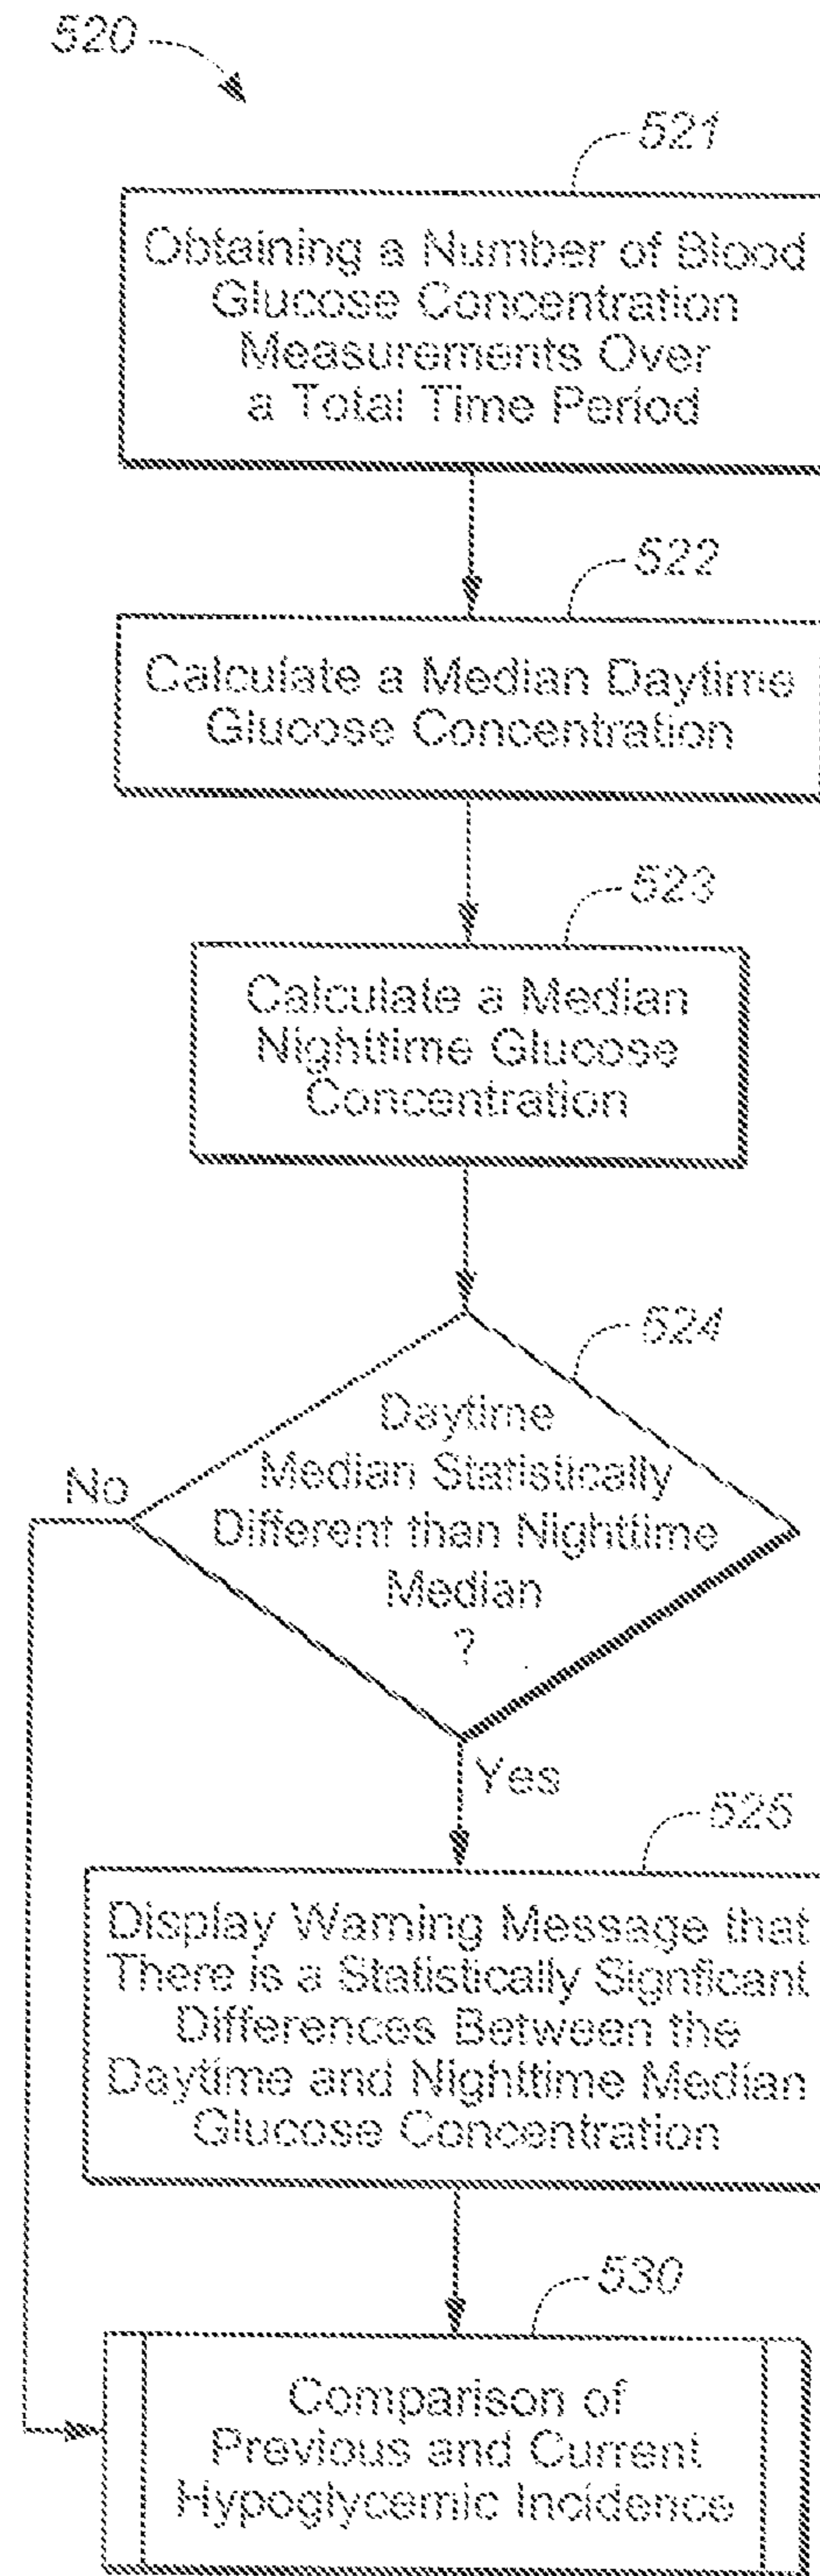 520
521
Obtaining a Number of Blood
Glucose Concentration
Measurements Over
a Total Time Period
522
Calculate a Median Daytime
Glucose Concentration
523
Calculate a Median
Nighttime Glucose
Concentration
524
Daytime
Median Statistically
Different than Nighttime
Median
?
No
Yes
525
Display Warning Message that
There is a Statistically Signficant
Differences Between the
Daytime and Nighttime Median
Glucose Concentration
530
Comparison of
Previous and Current
Hypoglycemic Incidence